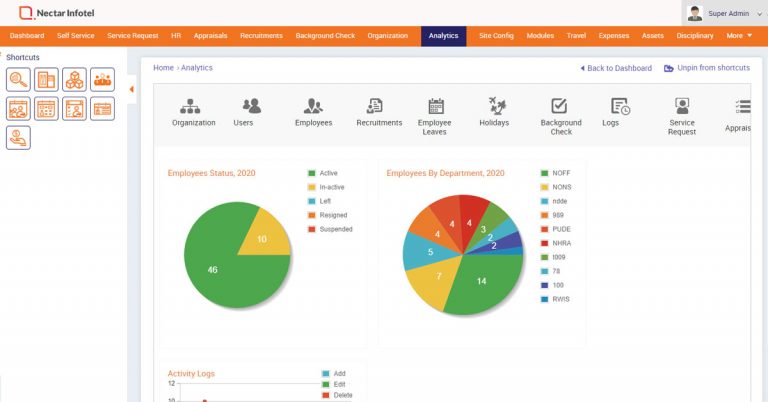 Nectar Infotel
Super Admin
Dashboard Self Service Service Request HR Appraisals Recruitments Background Check Organization Analytics Site Config Modules Travel Expenses Assets Disciplinary More
Shortcuts
Home › Analytics
Back to Dashboard
Unpin from shortcuts
Organization
Users
Employees
Recruitments
Employee
Leaves
Holidays
Background
Check
Logs
Service
Request
Apprais
Employees Status, 2020
Active
In-active
Left
Resigned
Suspended
10
46
Employees By Department, 2020
NOFF
NONS
ndde
989
PUDE
NHRA
I809
78
100
RWIS
4
4
3
2
2
5
7
14
Activity Logs
12
10
Add
Edit
Delete